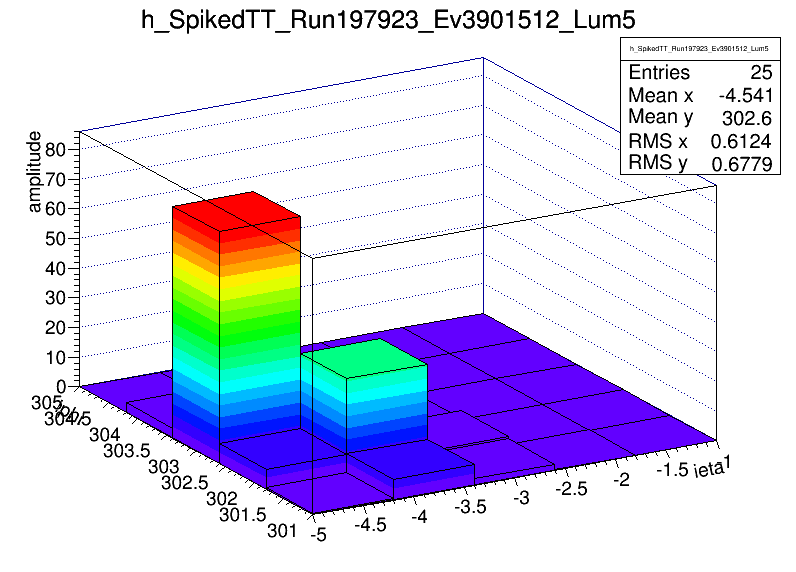 h_SpikedTT_Run197923_Ev3901512_Lum5
h_SpikedTT_Run197923_Ev3901512_Lum5
Entries 25
Mean x -4.541
Mean y 302.6
RMS x 0.6124
RMS y 0.6779
amplitude
80
70
60
50
40
30
20
10
0
305
304.5
304
303.5
303
302.5
302
301.5
301
-5
-4.5
-4
-3.5
-3
-2.5
-2
-1.5
ieta